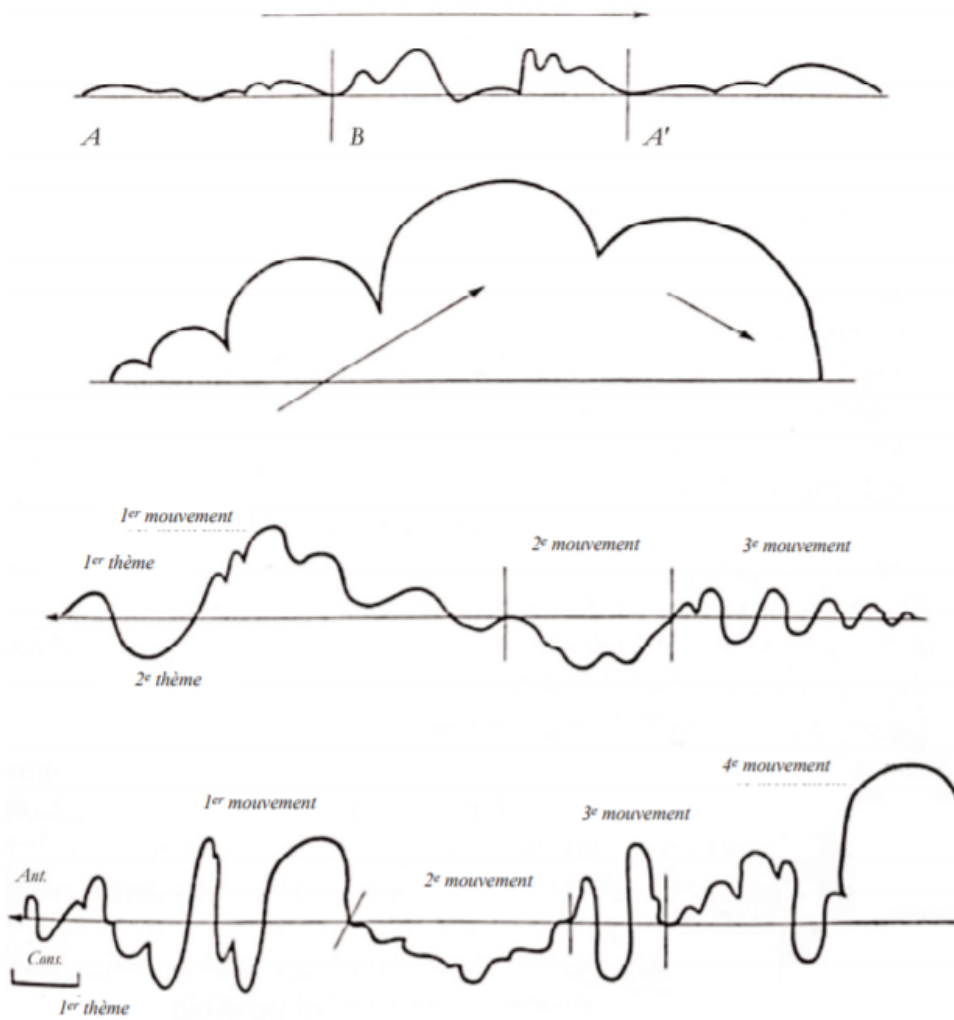 A
B
A′
1er mouvement
1er thème
2e mouvement
3e mouvement
2e thème
4e mouvement
1er mouvement
3e mouvement
Ant.
2e mouvement
Cons.
1er thème